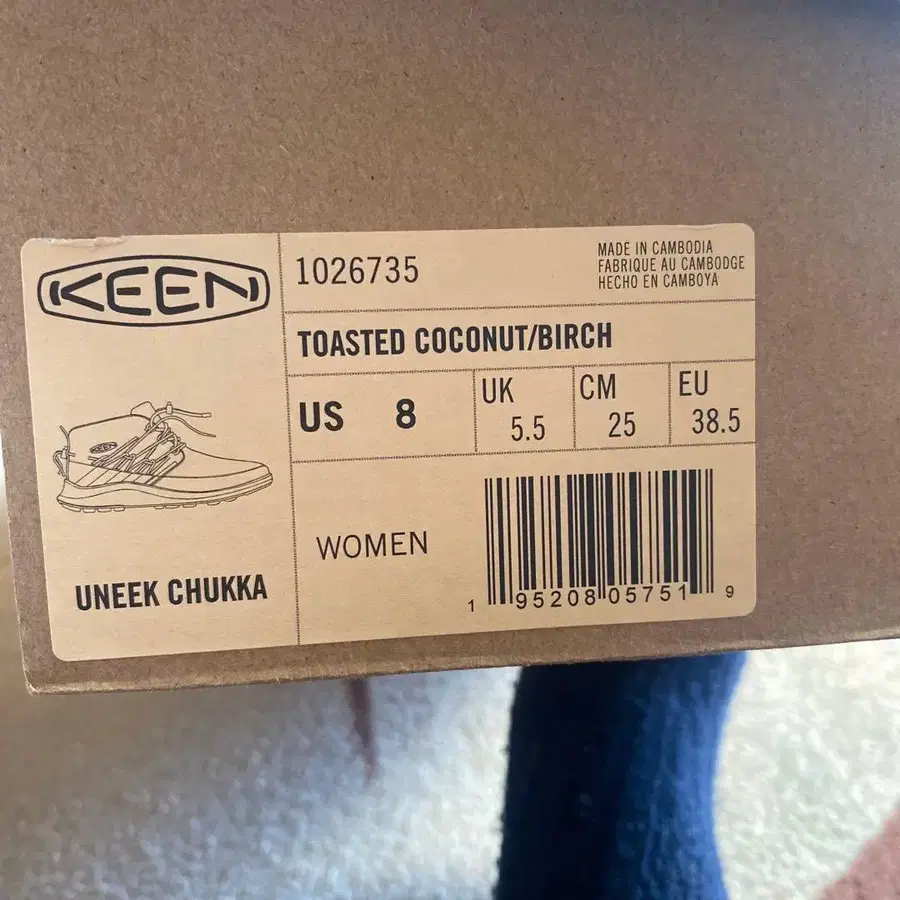 KEEN
1026735
MADE IN CAMBODIA
FABRIQUE AU CAMBODGE
HECHO EN CAMBOYA
TOASTED COCONUT/BIRCH
US 8
UK 5.5
CM 25
EU 38.5
KEEN
UNEEK CHUKKA
WOMEN
1 95208 05751 9